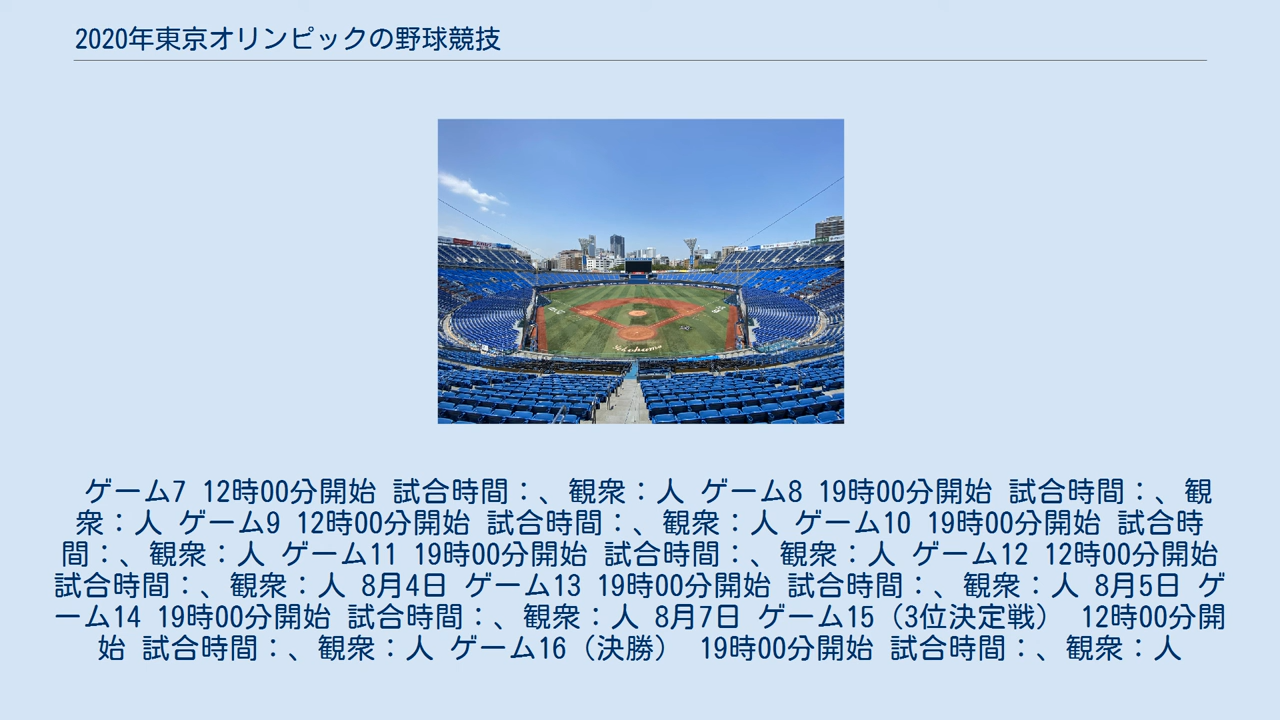 2020年東京オリンピックの野球競技
Yokohama
ゲーム7 12時00分開始 試合時間：、観衆：人 ゲーム8 19時00分開始 試合時間：、観
衆：人 ゲーム9 12時00分開始 試合時間：、観衆：人 ゲーム10 19時00分開始 試合時
間：、観衆：人 ゲーム11 19時00分開始 試合時間：、観衆：人 ゲーム12 12時00分開始
試合時間：、観衆：人 8月4日 ゲーム13 19時00分開始 試合時間：、観衆：人 8月5日 ゲ
ーム14 19時00分開始 試合時間：、観衆：人 8月7日 ゲーム15（3位決定戦） 12時00分開
始 試合時間：、観衆：人 ゲーム16（決勝） 19時00分開始 試合時間：、観衆：人